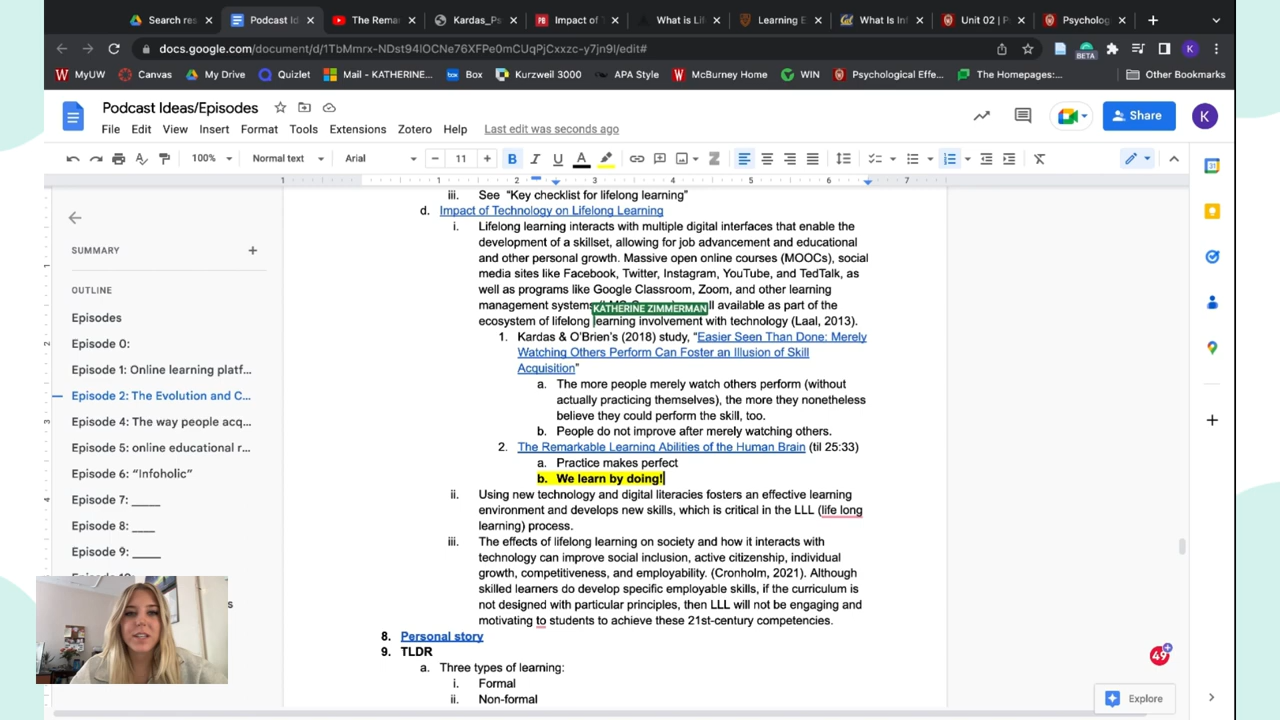 Search res
Podcast Id
The Rema
Kardas_Ps
Impact of
What is Li
Learning E
What Is In
Unit 02 | P
Psycholog
docs.google.com/document/d/1TbMmrx-NDst94IOCNe76XFPe0mCUqPjCxxzc-y7jn9I/edit#
BETA
K
MyUW
Canvas
My Drive
Quizlet
Mail - KATHERINE...
Box
Kurzweil 3000
APA Style
McBurney Home
WIN
Psychological Effe...
The Homepages:...
Other Bookmarks
Podcast Ideas/Episodes
File Edit View Insert Format Tools Extensions Zotero Help Last edit was seconds ago
Share
K
100% Normal text Arial 11
1 1 2 3 4 5 6 7
SUMMARY
OUTLINE
Episodes
Episode 0:
Episode 1: Online learning platf...
Episode 2: The Evolution and C...
Episode 4: The way people acq...
Episode 5: online educational r...
Episode 6: “Infoholic”
Episode 7: _____
Episode 8: ____
Episode 9: _____
iii. See “Key checklist for lifelong learning”
d. Impact of Technology on Lifelong Learning
i. Lifelong learning interacts with multiple digital interfaces that enable the
development of a skillset, allowing for job advancement and educational
and other personal growth. Massive open online courses (MOOCs), social
media sites like Facebook, Twitter, Instagram, YouTube, and TedTalk, as
well as programs like Google Classroom, Zoom, and other learning
management systems all available as part of the
KATHERINE ZIMMERMAN
ecosystem of lifelong learning involvement with technology (Laal, 2013).
1. Kardas & O’Brien’s (2018) study, “Easier Seen Than Done: Merely
Watching Others Perform Can Foster an Illusion of Skill
Acquisition”
a. The more people merely watch others perform (without
actually practicing themselves), the more they nonetheless
believe they could perform the skill, too.
b. People do not improve after merely watching others.
2. The Remarkable Learning Abilities of the Human Brain (til 25:33)
a. Practice makes perfect
b. We learn by doing!
ii. Using new technology and digital literacies fosters an effective learning
environment and develops new skills, which is critical in the LLL (life long
learning) process.
iii. The effects of lifelong learning on society and how it interacts with
technology can improve social inclusion, active citizenship, individual
growth, competitiveness, and employability. (Cronholm, 2021). Although
skilled learners do develop specific employable skills, if the curriculum is
not designed with particular principles, then LLL will not be engaging and
motivating to students to achieve these 21st-century competencies.
8. Personal story
9. TLDR
a. Three types of learning:
i. Formal
ii. Non-formal
49
Explore